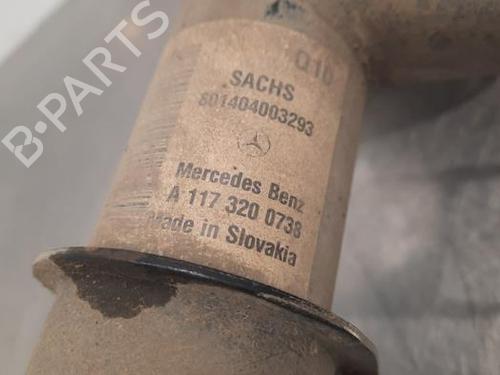 Q10
SACHS
801404003293
Mercedes Benz
A 117 320 0738
Made in Slovakia
B-PARTS